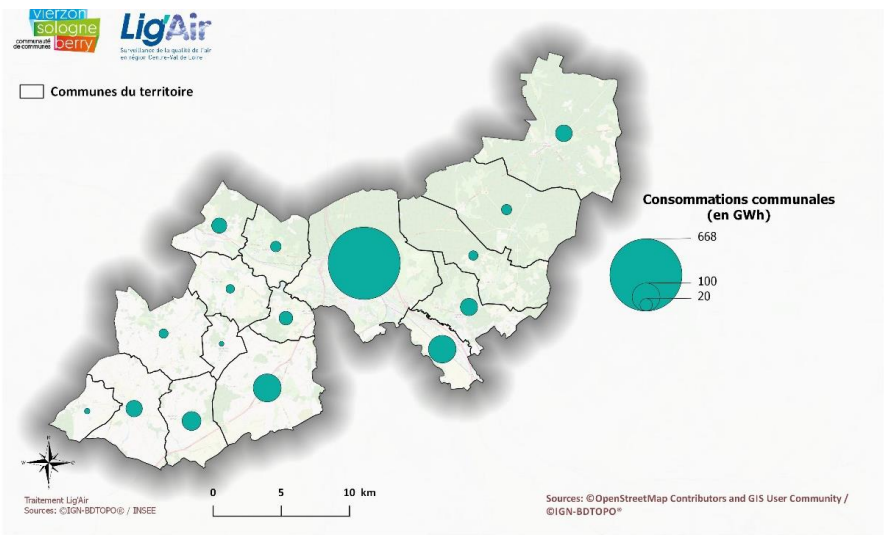 vierzon
sologne
communauté
de communes
berry
Lig'Air
Surveillance de la qualité de l'air
en région Centre-Val de Loire
Communes du territoire
Consommations communales
(en GWh)
668
100
20
0 5 10 km
Traitement Lig'Air
Sources: ©IGN-BDTOPO® / INSEE
Sources: ©OpenStreetMap Contributors and GIS User Community /
©IGN-BDTOPO®